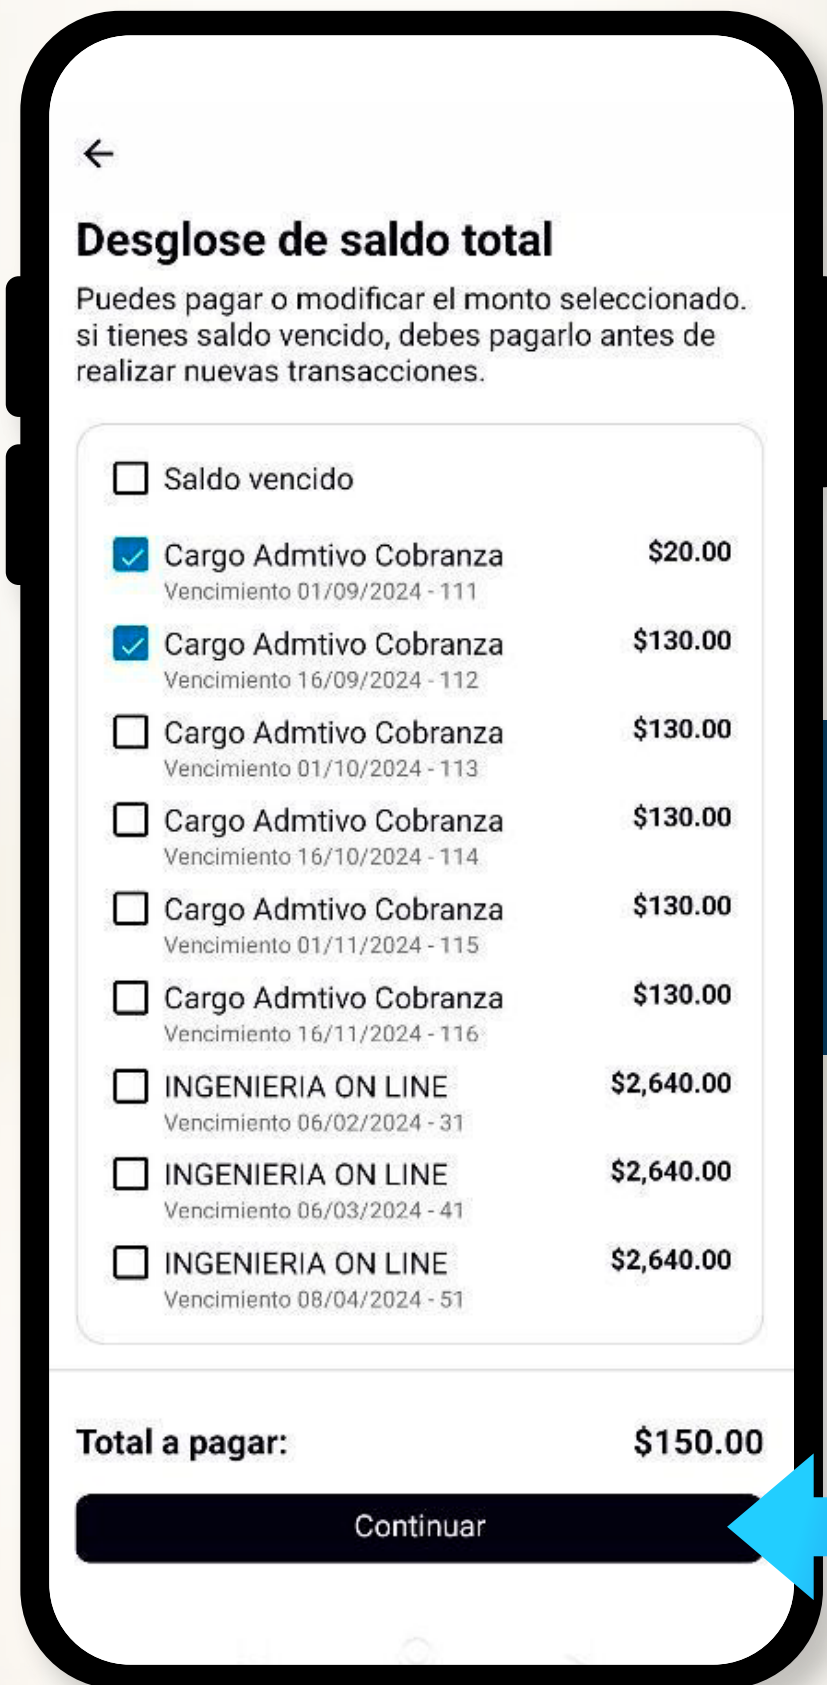 Desglose de saldo total
Puedes pagar o modificar el monto seleccionado.
si tienes saldo vencido, debes pagarlo antes de
realizar nuevas transacciones.
Saldo vencido
Cargo Admtivo Cobranza $20.00
Vencimiento 01/09/2024 - 111
Cargo Admtivo Cobranza $130.00
Vencimiento 16/09/2024 - 112
Cargo Admtivo Cobranza $130.00
Vencimiento 01/10/2024 - 113
Cargo Admtivo Cobranza $130.00
Vencimiento 16/10/2024 - 114
Cargo Admtivo Cobranza $130.00
Vencimiento 01/11/2024 - 115
Cargo Admtivo Cobranza $130.00
Vencimiento 16/11/2024 - 116
INGENIERIA ON LINE $2,640.00
Vencimiento 06/02/2024 - 31
INGENIERIA ON LINE $2,640.00
Vencimiento 06/03/2024 - 41
INGENIERIA ON LINE $2,640.00
Vencimiento 08/04/2024 - 51
Total a pagar: $150.00
Continuar